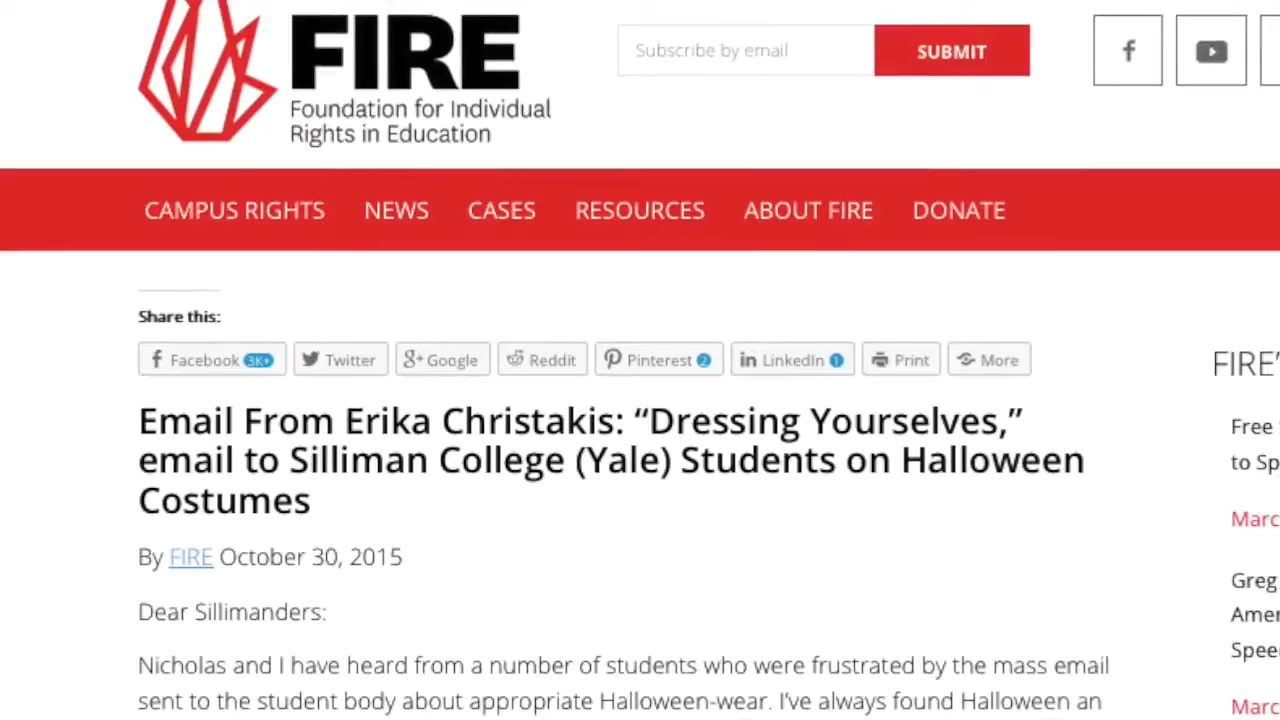 FIRE
Foundation for Individual
Rights in Education
Subscribe by email
SUBMIT
CAMPUS RIGHTS NEWS CASES RESOURCES ABOUT FIRE DONATE
Share this:
Facebook 3K+ Twitter Google Reddit Pinterest 2 LinkedIn 1 Print More
Email From Erika Christakis: “Dressing Yourselves,”
email to Silliman College (Yale) Students on Halloween
Costumes
By FIRE October 30, 2015
Dear Sillimanders:
Nicholas and I have heard from a number of students who were frustrated by the mass email
sent to the student body about appropriate Halloween-wear. I’ve always found Halloween an
FIRE’
Free
to Sp
Marc
Greg
Amer
Spee
Marc